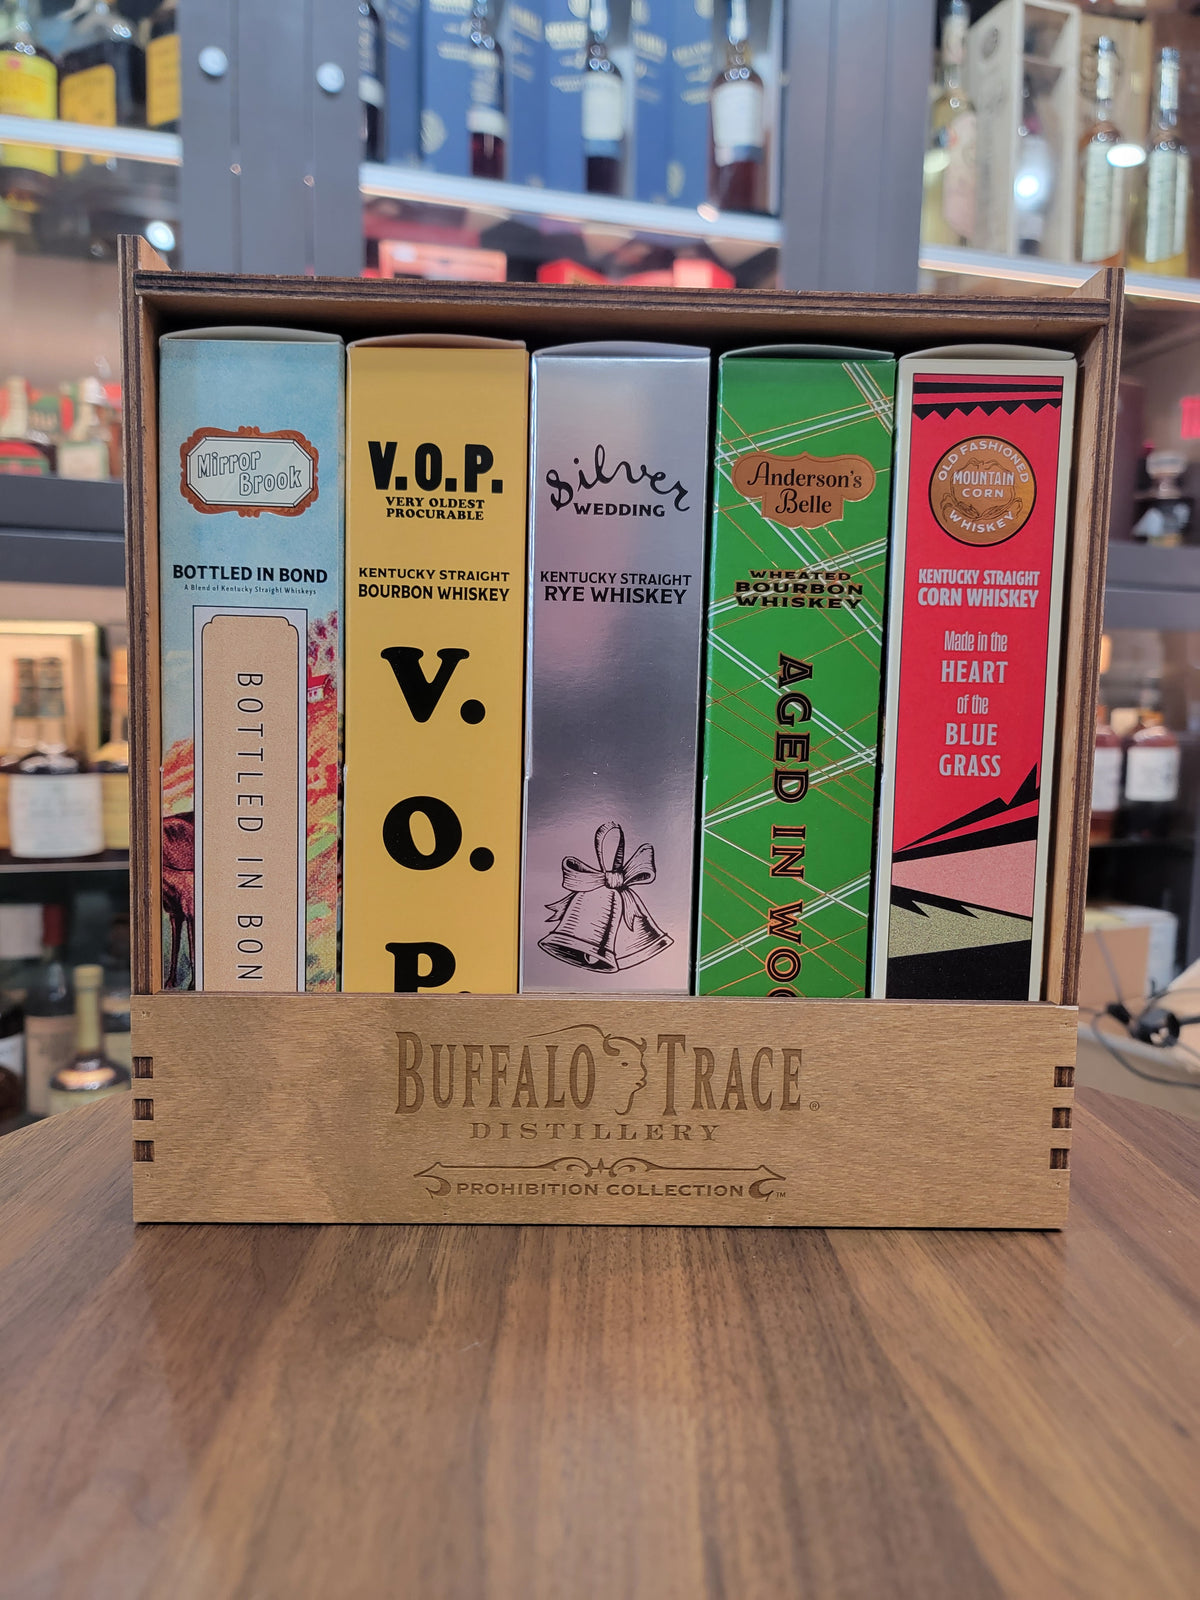 Mirror
Brook
BOTTLED IN BOND
A Blend of Kentucky Straight Whiskeys
BOTTLED IN BON
V.O.P.
VERY OLDEST
PROCURABLE
KENTUCKY STRAIGHT
BOURBON WHISKEY
V.
O.
P.
Silver
WEDDING
KENTUCKY STRAIGHT
RYE WHISKEY
Anderson's
Belle
WHEATED
BOURBON
WHISKEY
AGED IN WOO
OLD FASHIONED
MOUNTAIN
CORN
WHISKEY
KENTUCKY STRAIGHT
CORN WHISKEY
Made in the
HEART
of the
BLUE
GRASS
BUFFALO TRACE®
DISTILLERY
PROHIBITION COLLECTION™